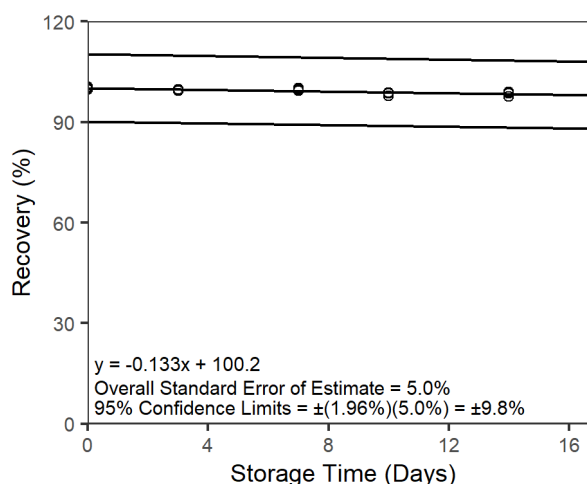 120
90
60
30
0
Recovery (%)
y = -0.133x + 100.2
Overall Standard Error of Estimate = 5.0%
95% Confidence Limits = ±(1.96%)(5.0%) = ±9.8%
0 4 8 12 16
Storage Time (Days)